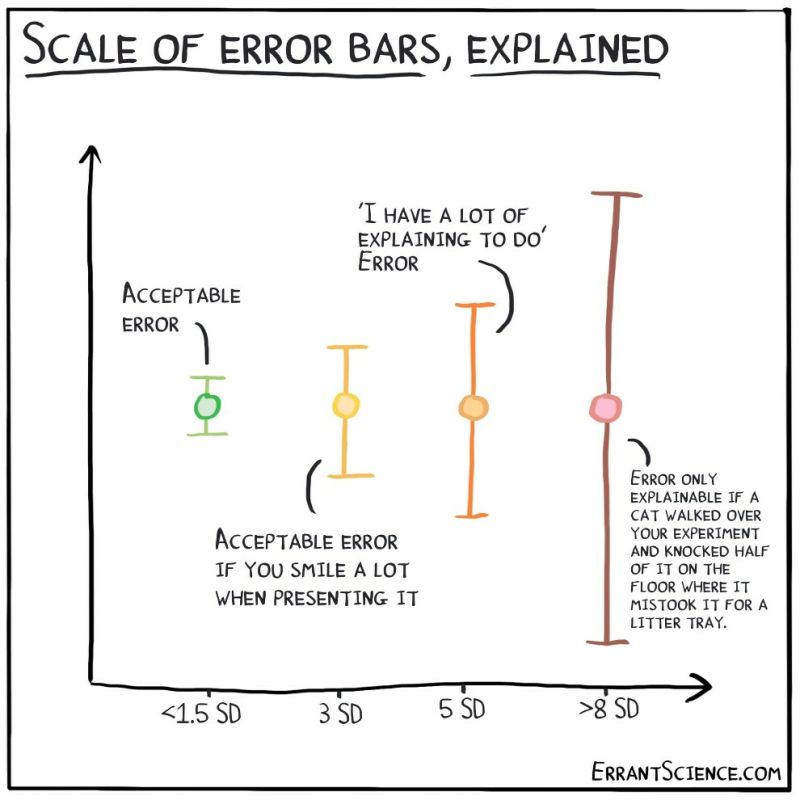 Scale of error bars, explained
'I have a lot of
explaining to do'
Error
Acceptable
error
Acceptable error
if you smile a lot
when presenting it
Error only
explainable if a
cat walked over
your experiment
and knocked half
of it on the
floor where it
mistook it for a
litter tray.
<1.5 SD
3 SD
5 SD
>8 SD
ErrantScience.com